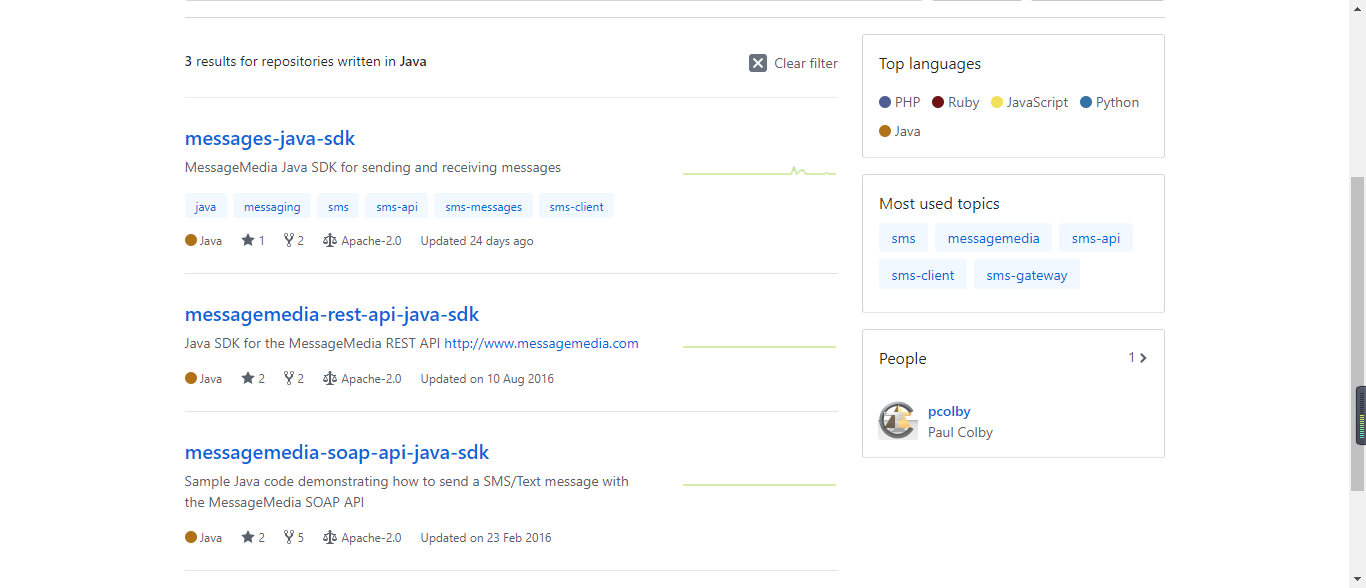 3 results for repositories written in Java
Clear filter
messages-java-sdk
MessageMedia Java SDK for sending and receiving messages
java messaging sms sms-api sms-messages sms-client
Java 1 2 Apache-2.0 Updated 24 days ago
messagemedia-rest-api-java-sdk
Java SDK for the MessageMedia REST API http://www.messagemedia.com
Java 2 2 Apache-2.0 Updated on 10 Aug 2016
messagemedia-soap-api-java-sdk
Sample Java code demonstrating how to send a SMS/Text message with
the MessageMedia SOAP API
Java 2 5 Apache-2.0 Updated on 23 Feb 2016
Top languages
PHP Ruby JavaScript Python
Java
Most used topics
sms messagemedia sms-api
sms-client sms-gateway
People 1
pcolby
Paul Colby